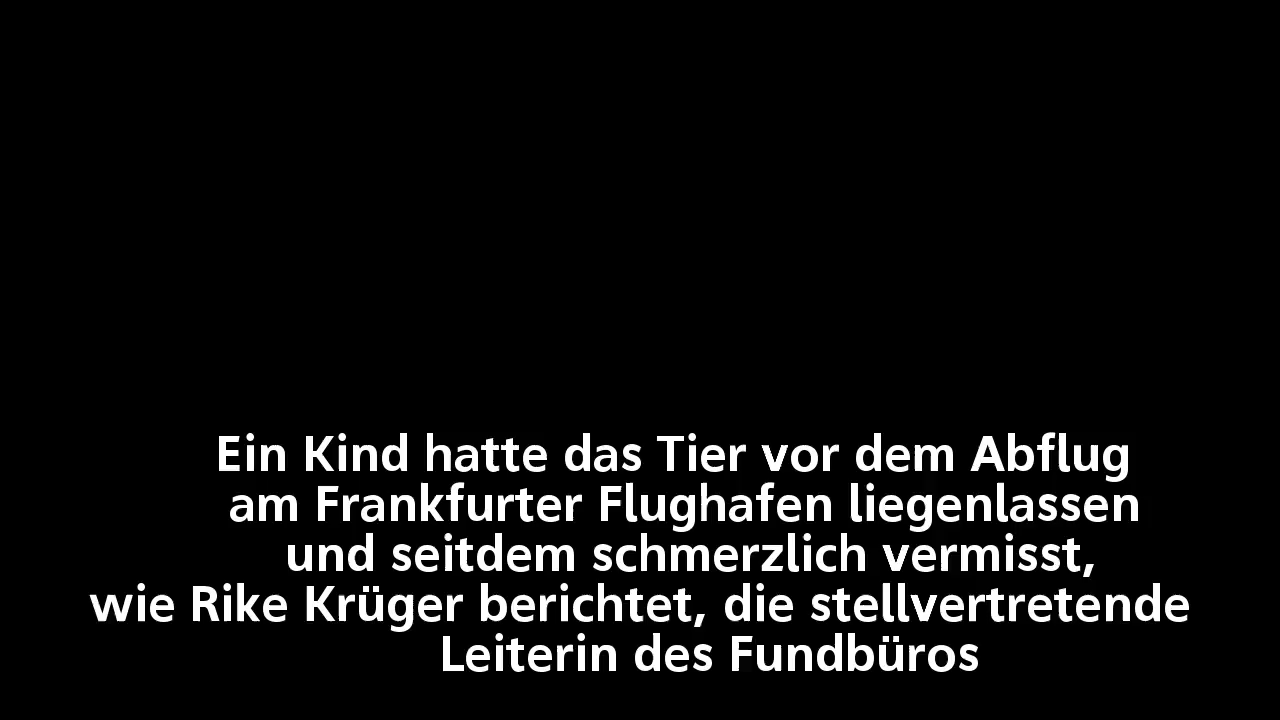 Ein Kind hatte das Tier vor dem Abflug
am Frankfurter Flughafen liegenlassen
und seitdem schmerzlich vermisst,
wie Rike Krüger berichtet, die stellvertretende
Leiterin des Fundbüros